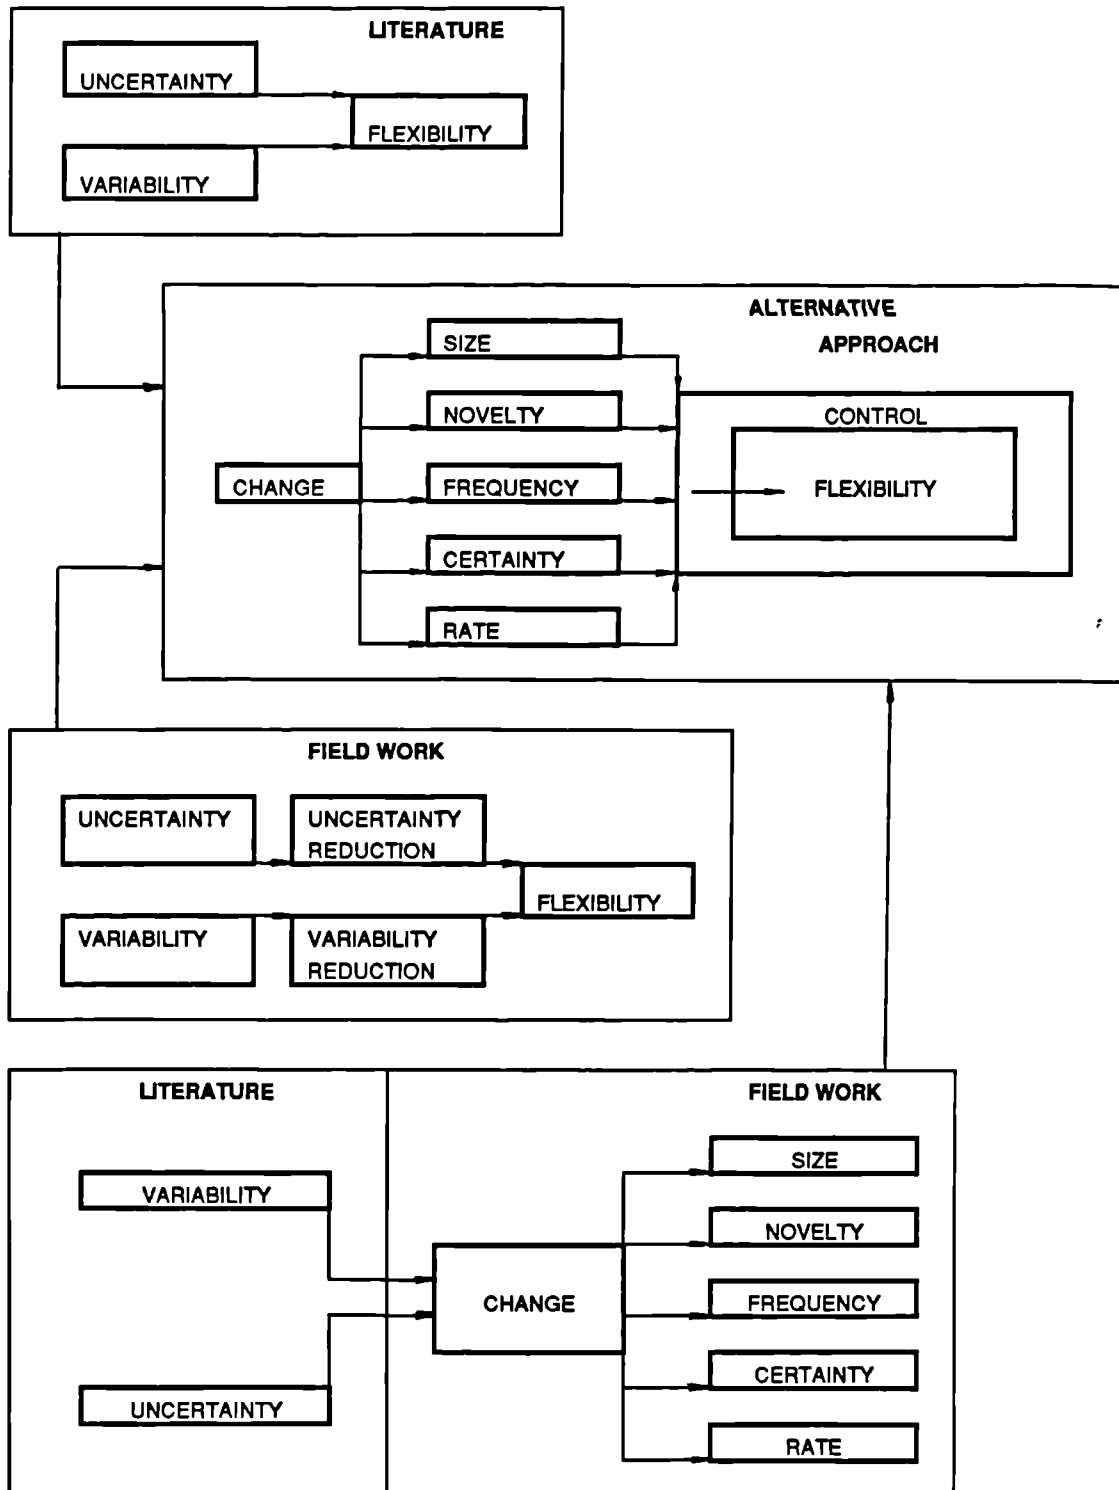 LITERATURE
UNCERTAINTY
FLEXIBILITY
VARIABILITY
ALTERNATIVE
APPROACH
SIZE
NOVELTY
CONTROL
CHANGE
FREQUENCY
FLEXIBILITY
CERTAINTY
RATE
FIELD WORK
UNCERTAINTY
UNCERTAINTY
REDUCTION
FLEXIBILITY
VARIABILITY
VARIABILITY
REDUCTION
LITERATURE
FIELD WORK
SIZE
VARIABILITY
NOVELTY
CHANGE
FREQUENCY
CERTAINTY
UNCERTAINTY
RATE